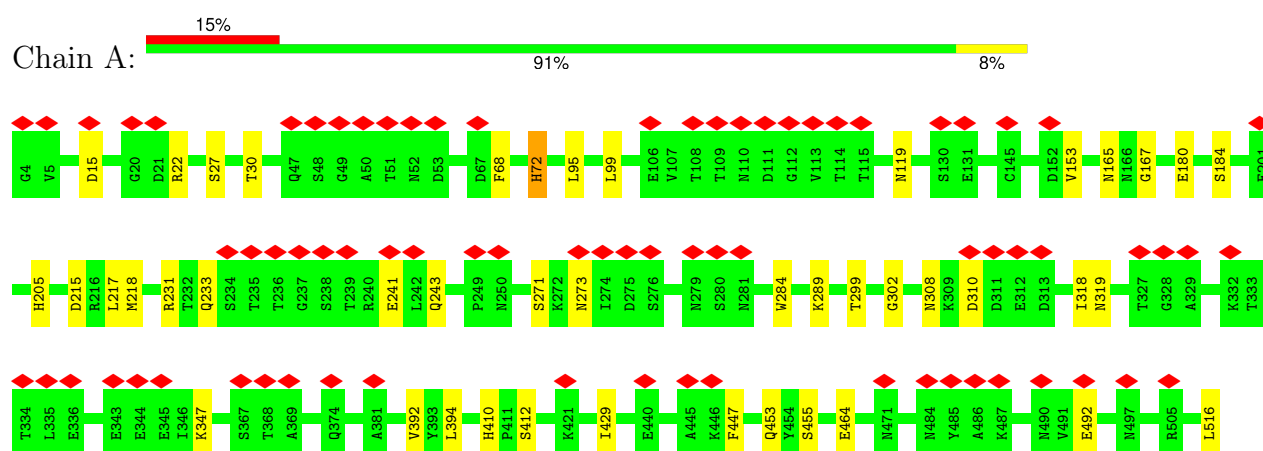 15%
Chain A:
91% 8%
G4 V5 D15 G20 D21 R22 S27 T30 Q47 S48 G49 A50 T51 N52 D53 D67 F68 H72 L95 L99 E106 V107 T108 T109 N110 D111 G112 V113 T114 T115 N119 S130 E131 C145 D152 V153 N165 N166 G167 E180 S184
H205 D215 R216 L217 M218 R231 T232 Q233 S234 T235 T236 G237 S238 T239 R240 E241 L242 Q243 P249 N250 S271 K272 N273 I274 D275 S276 N279 S280 N281 W284 K289 T299 G302 N308 K309 D310 D311 E312 D313 I318 N319 T327 G328 A329 K332 T333
T334 L335 E336 E343 E344 E345 I346 K347 S367 T368 A369 Q374 A381 V392 Y393 L394 H410 P411 S412 K421 I429 E440 A445 K446 F447 Q453 Y454 S455 E464 N471 N484 Y485 A486 K487 N490 V491 E492 N497 R505 L516